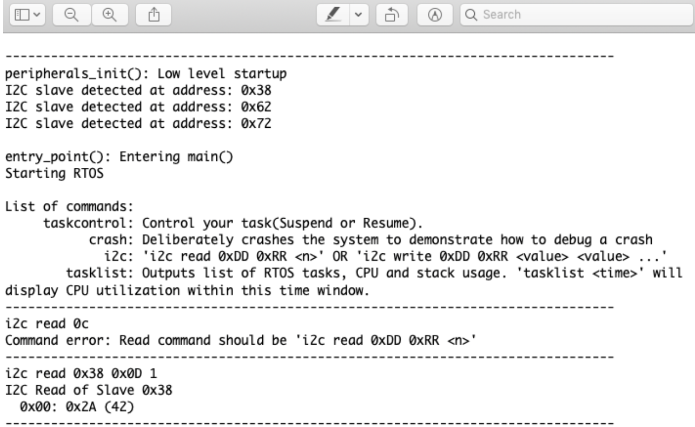 Search
--------------------------------------------------------------------------------
peripherals_init(): Low level startup
I2C slave detected at address: 0x38
I2C slave detected at address: 0x62
I2C slave detected at address: 0x72
entry_point(): Entering main()
Starting RTOS
List of commands:
taskcontrol: Control your task(Suspend or Resume).
crash: Deliberately crashes the system to demonstrate how to debug a crash
i2c: 'i2c read 0xDD 0xRR <n>' OR 'i2c write 0xDD 0xRR <value> <value> ...'
tasklist: Outputs list of RTOS tasks, CPU and stack usage. 'tasklist <time>' will
display CPU utilization within this time window.
--------------------------------------------------------------------------------
i2c read 0c
Command error: Read command should be 'i2c read 0xDD 0xRR <n>'
--------------------------------------------------------------------------------
i2c read 0x38 0x0D 1
I2C Read of Slave 0x38
0x00: 0x2A (42)
--------------------------------------------------------------------------------